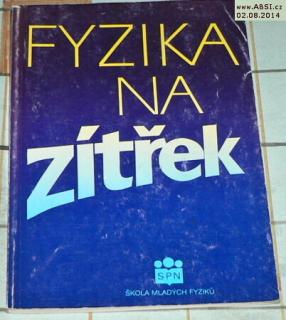 www.ABSI.cz
02.08.2014
FYZIKA
NA
zítřek
SPN
ŠKOLA MLADÝCH FYZIKŮ